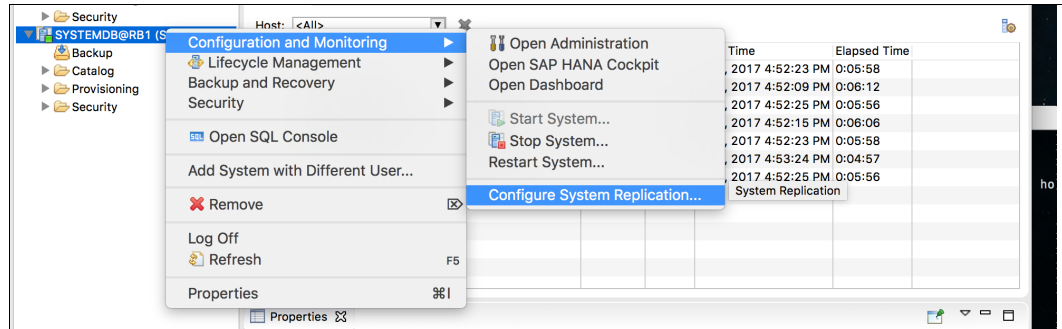 Security
SYSTEMDB@RB1 (S
Backup
Catalog
Provisioning
Security
Host: <All>
Configuration and Monitoring
Lifecycle Management
Backup and Recovery
Security
SQL Open SQL Console
Add System with Different User...
Remove
Log Off
Refresh F5
Properties ⌘I
Open Administration
Open SAP HANA Cockpit
Open Dashboard
Start System...
Stop System...
Restart System...
Configure System Replication...
System Replication
Time Elapsed Time
, 2017 4:52:23 PM 0:05:58
, 2017 4:52:09 PM 0:06:12
, 2017 4:52:25 PM 0:05:56
, 2017 4:52:15 PM 0:06:06
, 2017 4:52:23 PM 0:05:58
, 2017 4:53:24 PM 0:04:57
, 2017 4:52:25 PM 0:05:56
Properties
ho